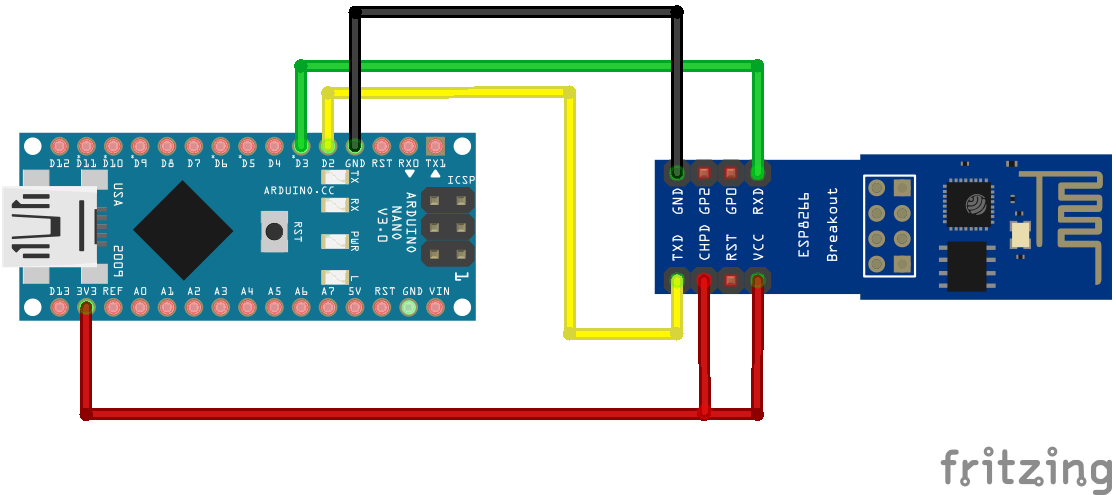 D12 D11 D10 D9 D8 D7 D6 D5 D4 D3 D2 GND RST RX0 TX1
USA
2009
ARDUINO.CC
RST
TX
RX
PWR
L
ARDUINO
NANO
V3.0
ICSP
1
D13 3V3 REF A0 A1 A2 A3 A4 A5 A6 A7 5V RST GND VIN
GND GP2 GP0 RXD
TXD CHPD RST VCC
ESP8266
Breakout
fritzing